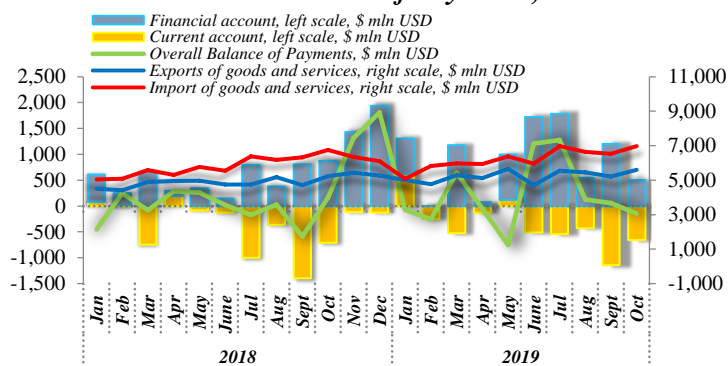 Financial account, left scale, $ mln USD
Current account, left scale, $ mln USD
Overall Balance of Payments, $ mln USD
Exports of goods and services, right scale, $ mln USD
Import of goods and services, right scale, $ mln USD
2,500
2,000
1,500
1,000
500
0
-500
-1,000
-1,500
11,000
9,000
7,000
5,000
3,000
1,000
-1,000
Jan Feb Mar Apr May June Jul Aug Sept Oct Nov Dec Jan Feb Mar Apr May June Jul Aug Sept Oct
2018 2019